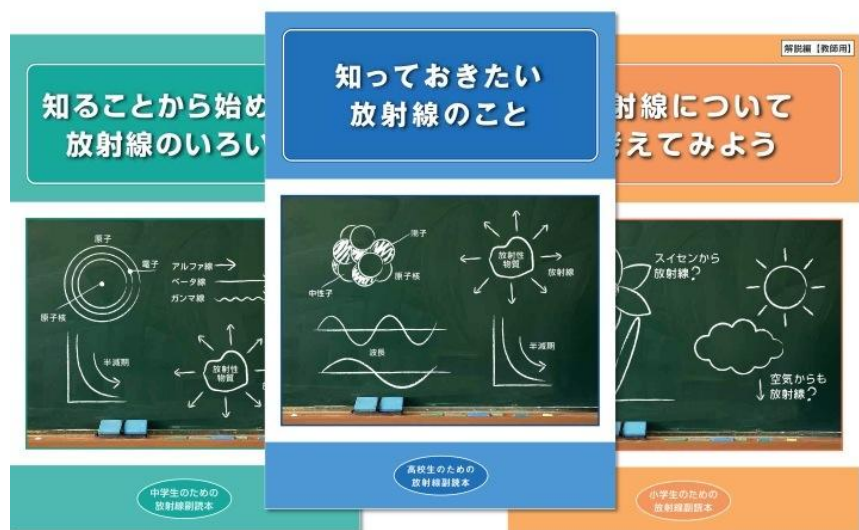 知ることから始め
放射線のいろい
原子
電子
アルファ線
ベータ線
ガンマ線
原子核
半減期
放射性
物質
中学生のための
放射線副読本
知っておきたい
放射線のこと
陽子
原子核
中性子
放射性
物質
放射線
波長
半減期
高校生のための
放射線副読本
解説編【教師用】
射線について
考えてみよう
スイセンから
放射線?
空気からも
放射線?
小学生のための
放射線副読本